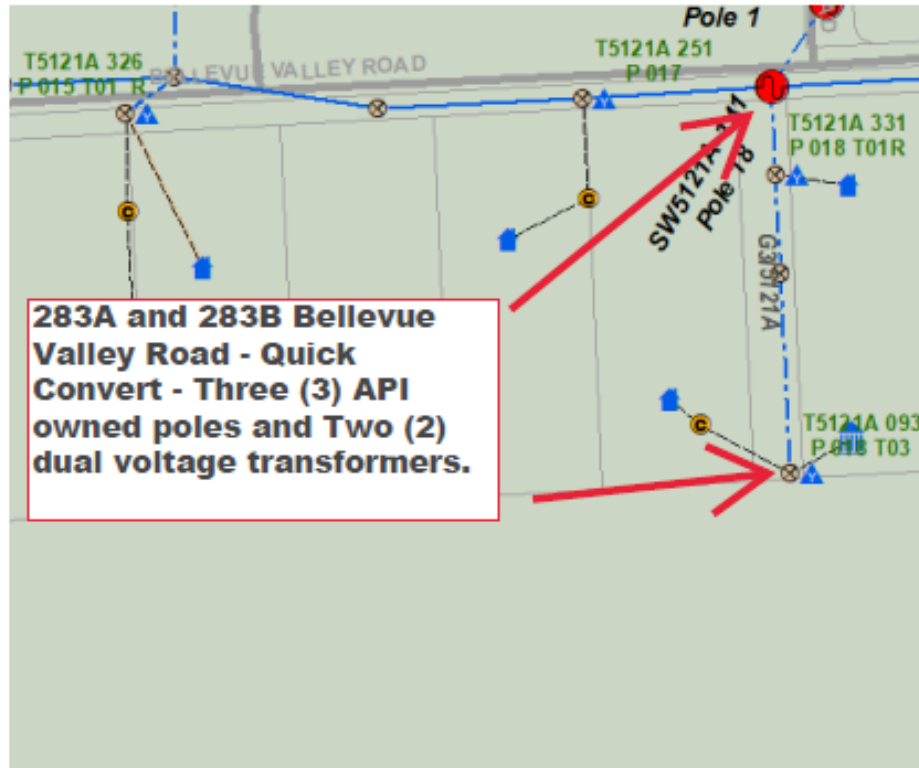 Pole 1
T5121A 326
P 015 T01 R
BELLEVUE VALLEY ROAD
T5121A 251
P 017
SW5121A 341
Pole 18
T5121A 331
P 018 T01R
283A and 283B Bellevue
Valley Road - Quick
Convert - Three (3) API
owned poles and Two (2)
dual voltage transformers.
T5121A 093
P 018 T03